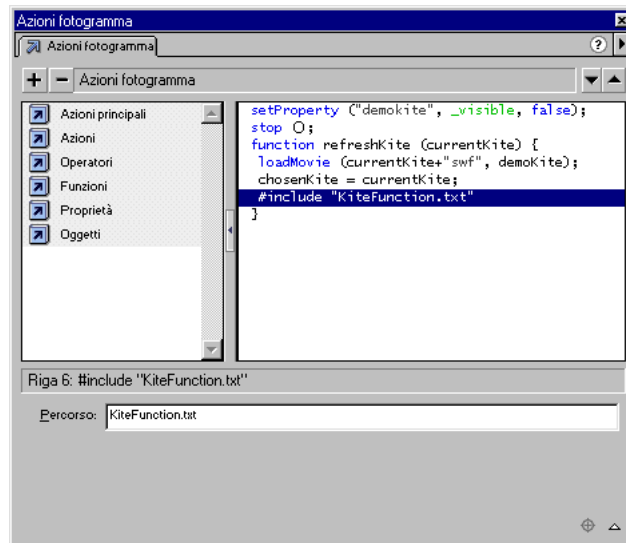 Azioni fotogramma
Azioni fotogramma
?
+ − Azioni fotogramma
Azioni principali
Azioni
Operatori
Funzioni
Proprietà
Oggetti
setProperty ("demokite", _visible, false);
stop ();
function refreshKite (currentKite) {
loadMovie (currentKite+"swf", demoKite);
chosenKite = currentKite;
#include "KiteFunction.txt"
}
Riga 6: #include "KiteFunction.txt"
Percorso: KiteFunction.txt